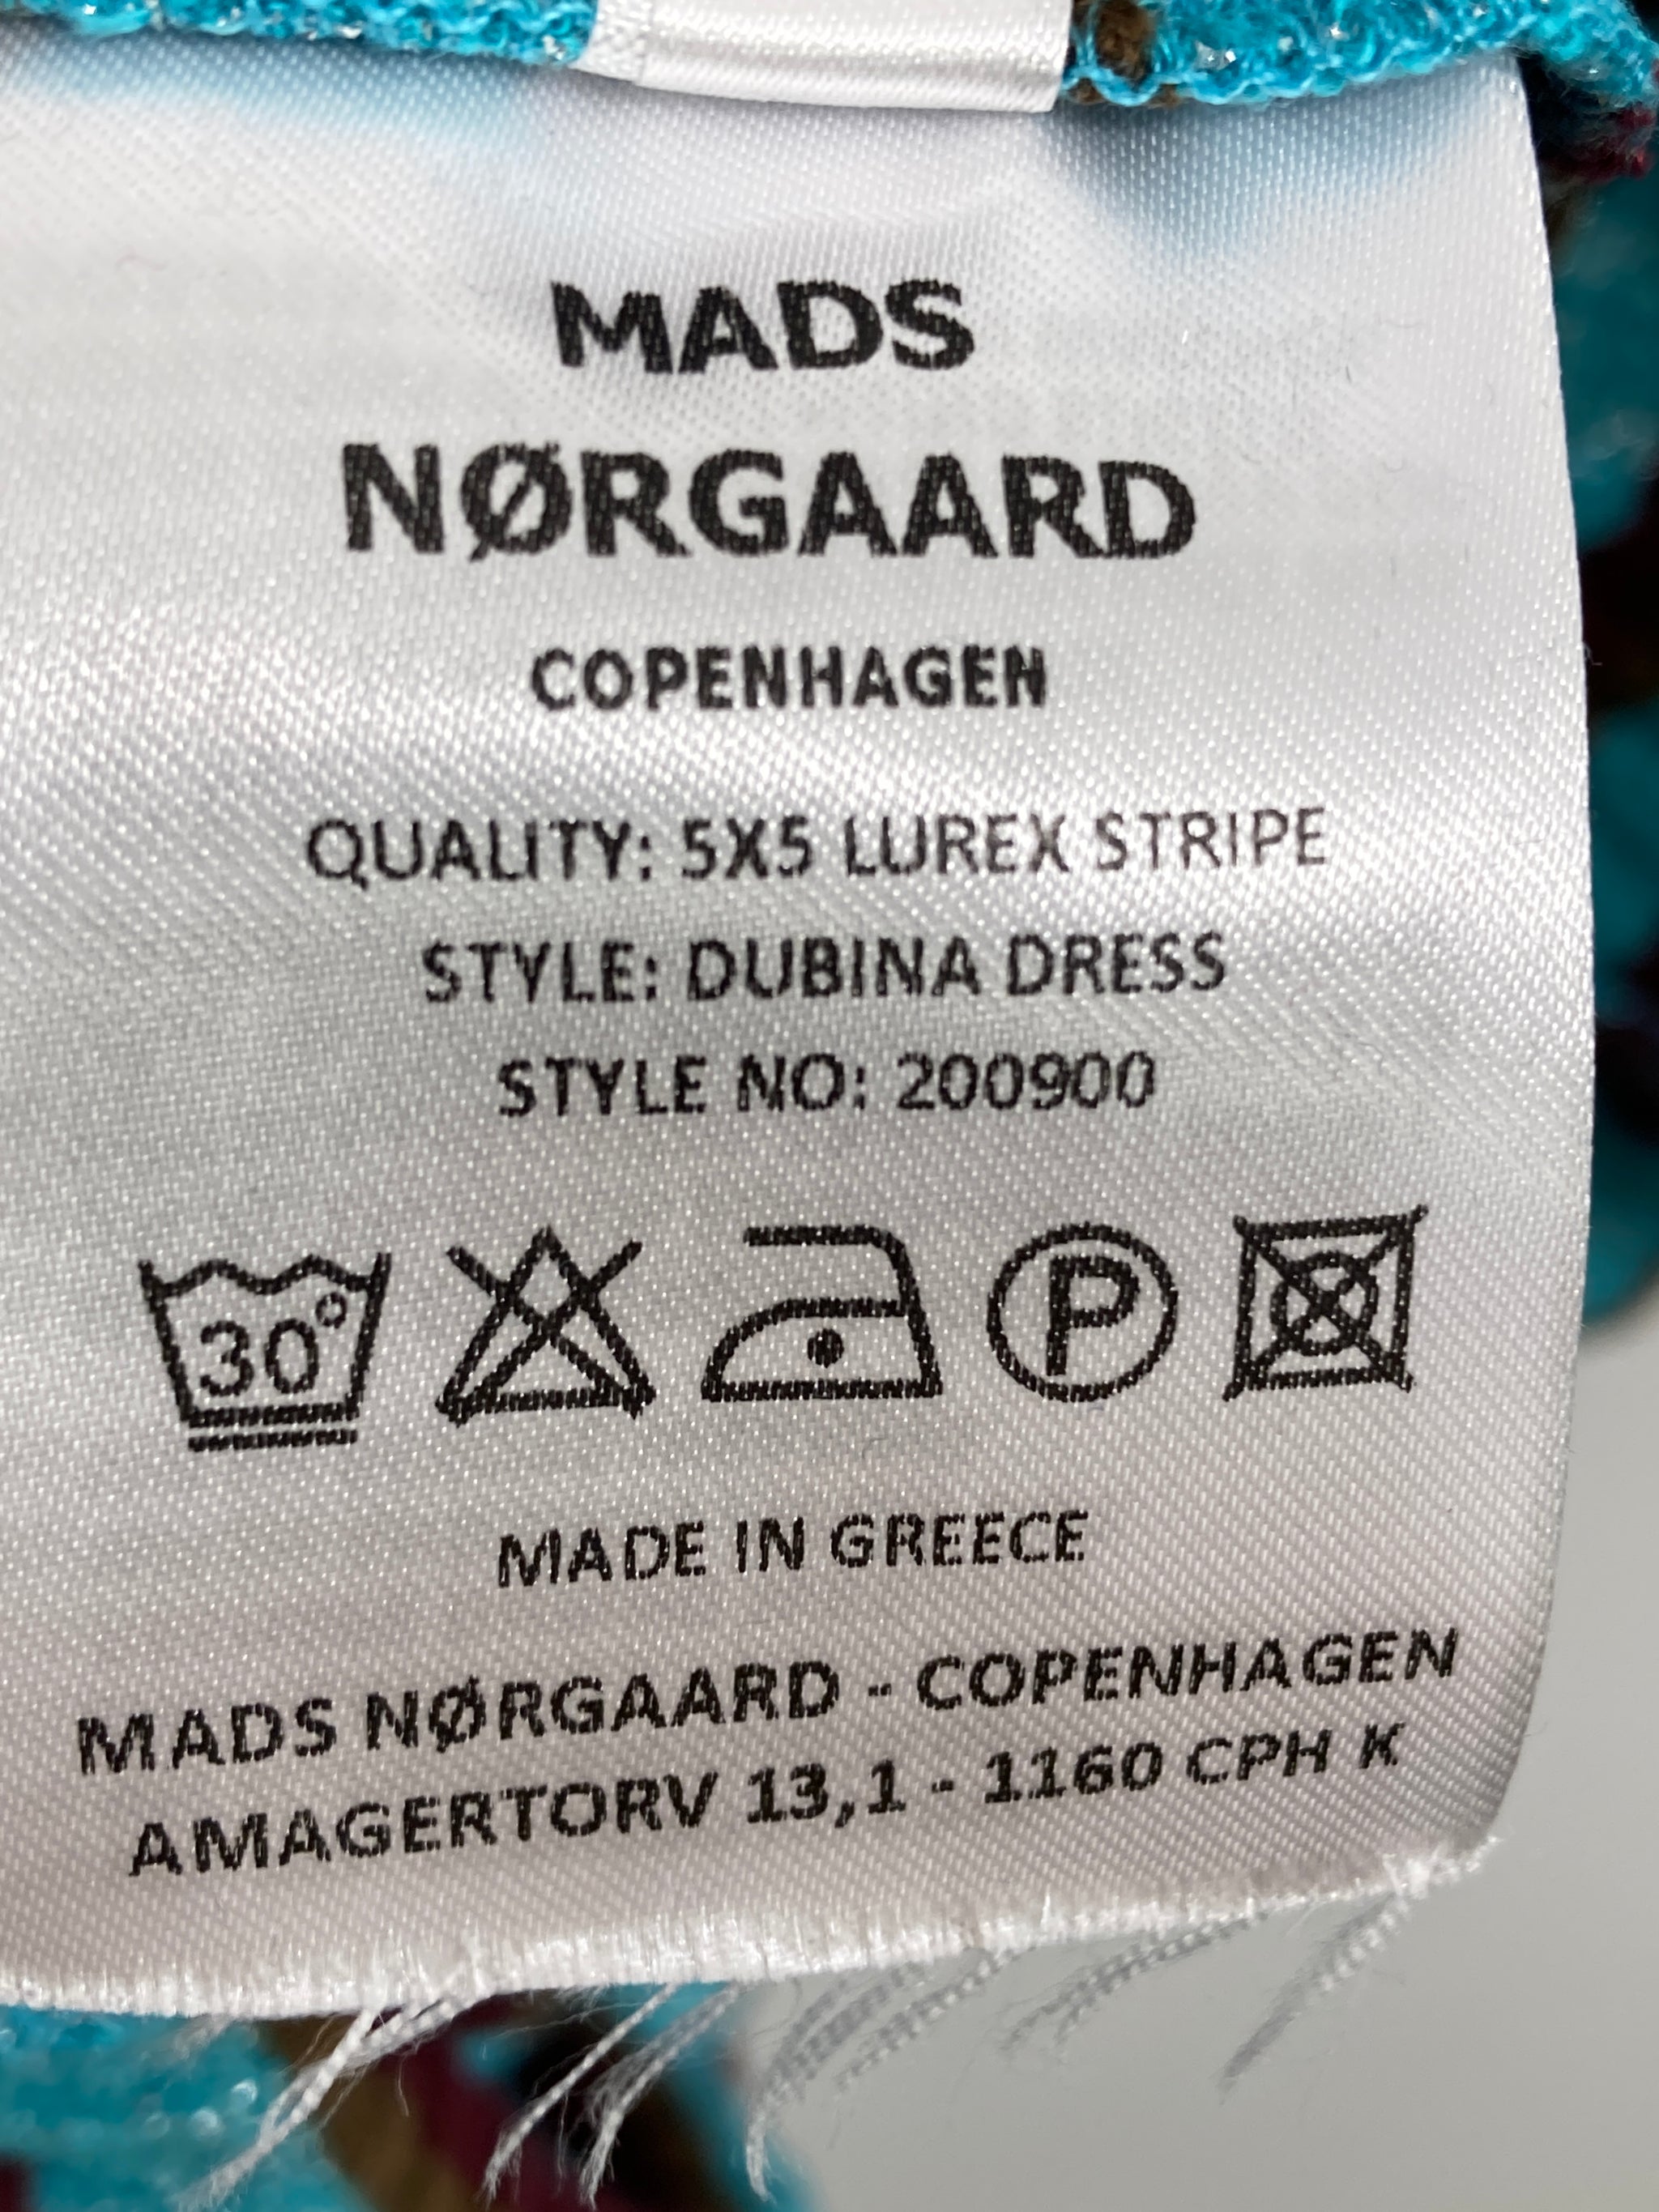 MADS
NØRGAARD
COPENHAGEN
QUALITY: 5X5 LUREX STRIPE
STYLE: DUBINA DRESS
STYLE NO: 200900
30°
P
MADE IN GREECE
MADS NØRGAARD - COPENHAGEN
AMAGERTORV 13,1 - 1160 CPH K